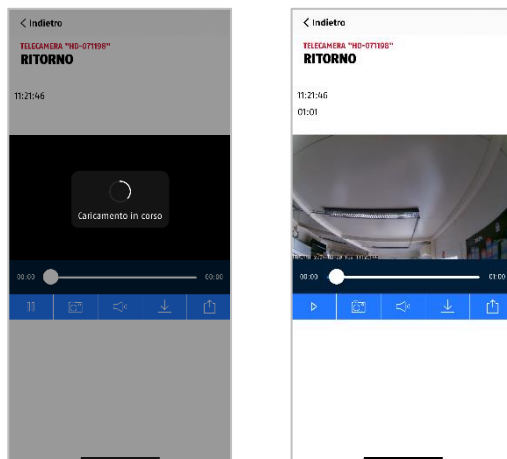 < Indietro
TELECAMERA "HD-071198"
RITORNO
11:21:46
Caricamento in corso
00:00
00:00
< Indietro
TELECAMERA "HD-071198"
RITORNO
11:21:46
01:01
00:00
01:00